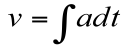 v = ∫adt